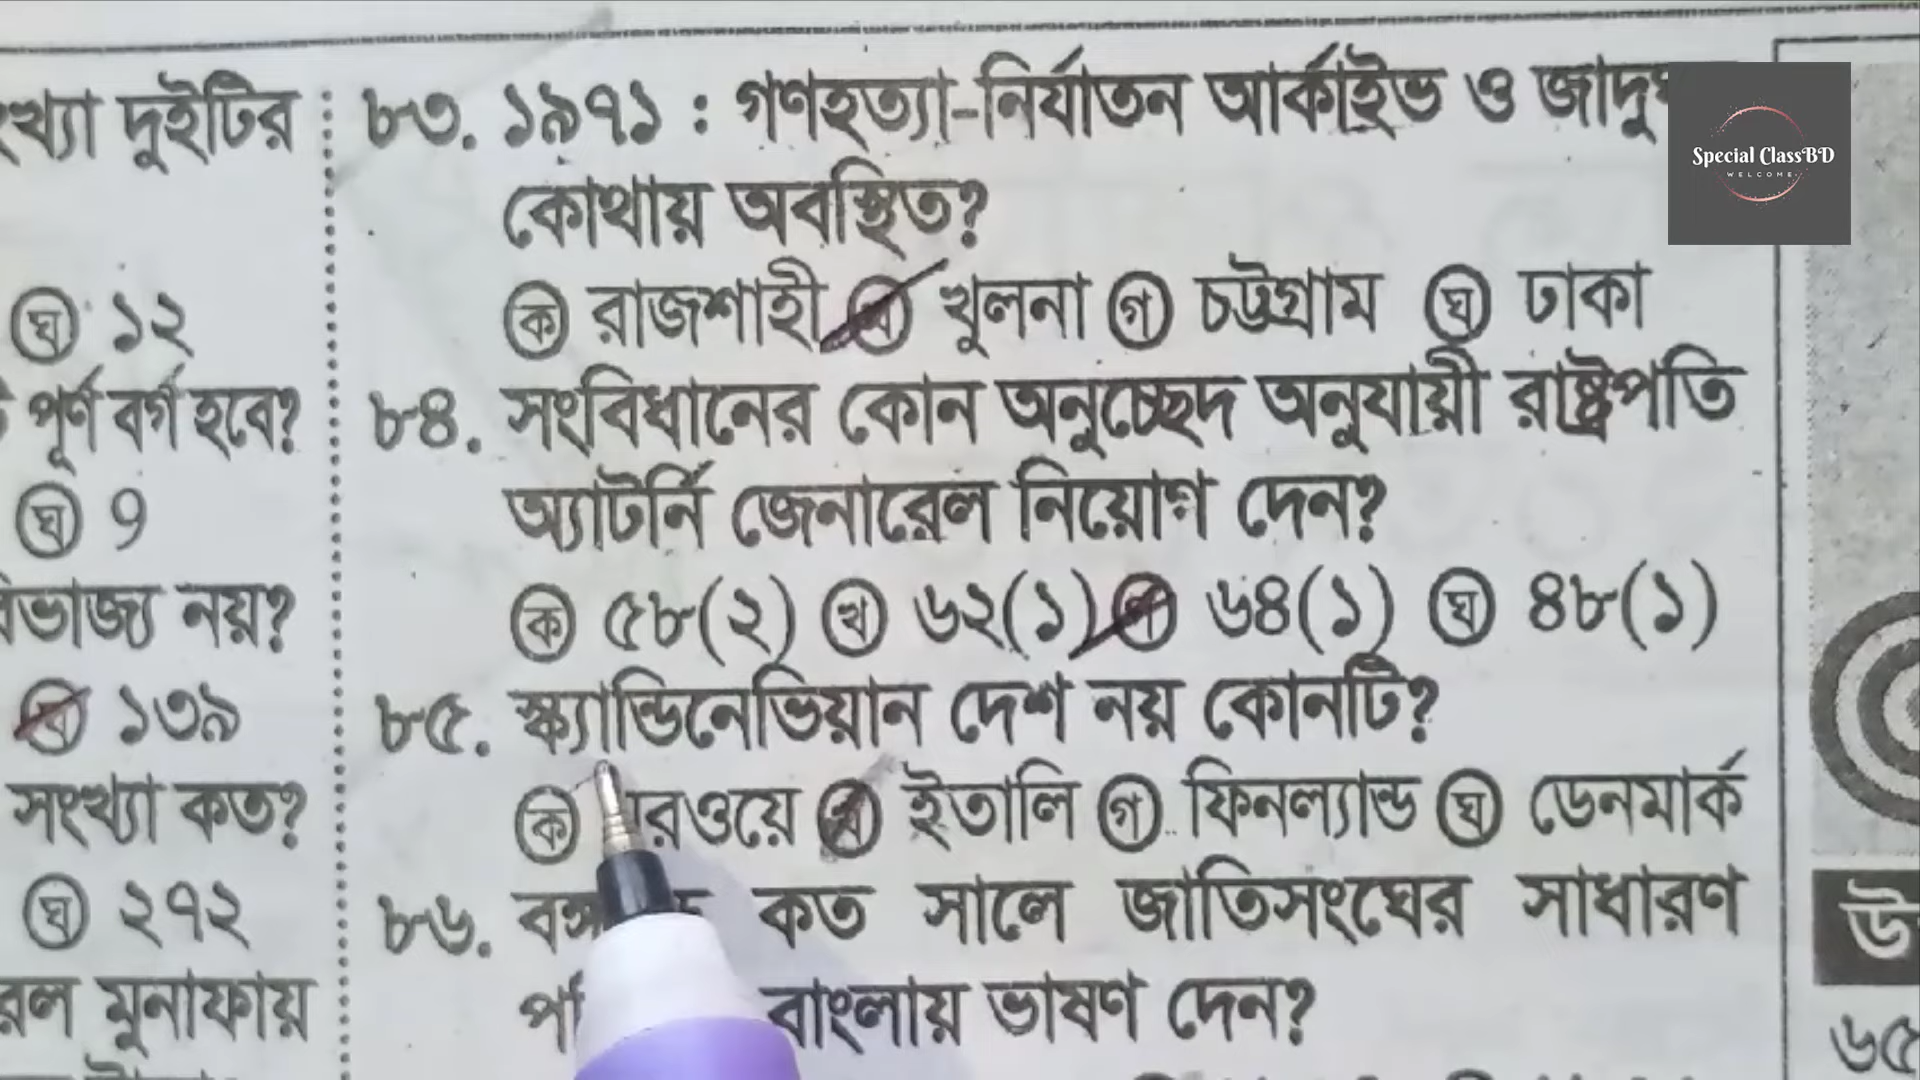 দুইটির
ঘ ১২
পূর্ণ বর্গ হবে?
ঘ 9
নয়?
ঘ ১৩৯
সংখ্যা কত?
ঘ ২৭২
মুনাফায়
৮৩. ১৯৭১ : গণহত্যা-নির্যাতন আর্কাইভ ও
কোথায় অবস্থিত?
ক রাজশাহী খ খুলনা গ চট্টগ্রাম ঘ ঢাকা
৮৪. সংবিধানের কোন অনুচ্ছেদ অনুযায়ী রাষ্ট্রপতি
অ্যাটর্নি জেনারেল নিয়োগ দেন?
ক ৫৮(২) খ ৬২(১) গ ৬৪(১) ঘ ৪৮(১)
৮৫. স্ক্যান্ডিনেভিয়ান দেশ নয় কোনটি?
ক খ ইতালি গ ফিনল্যান্ড ঘ ডেনমার্ক
৮৬. কত সালে জাতিসংঘের সাধারণ
বাংলায় ভাষণ দেন?
Special ClassBD
WELCOME
৬৫